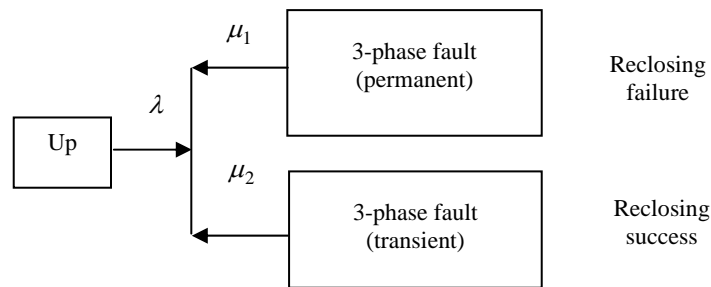 μ1
3-phase fault
(permanent)
Reclosing
failure
λ
Up
μ2
3-phase fault
(transient)
Reclosing
success